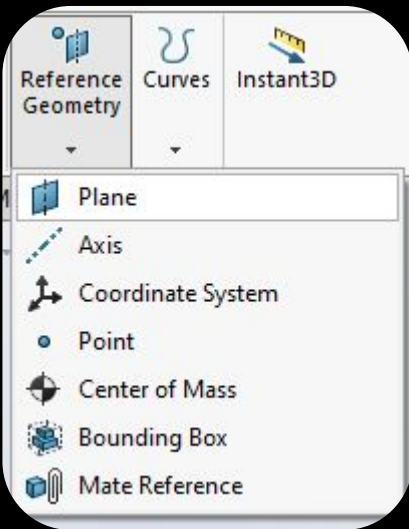 Reference
Geometry
Curves
Instant3D
Plane
Axis
Coordinate System
Point
Center of Mass
Bounding Box
Mate Reference